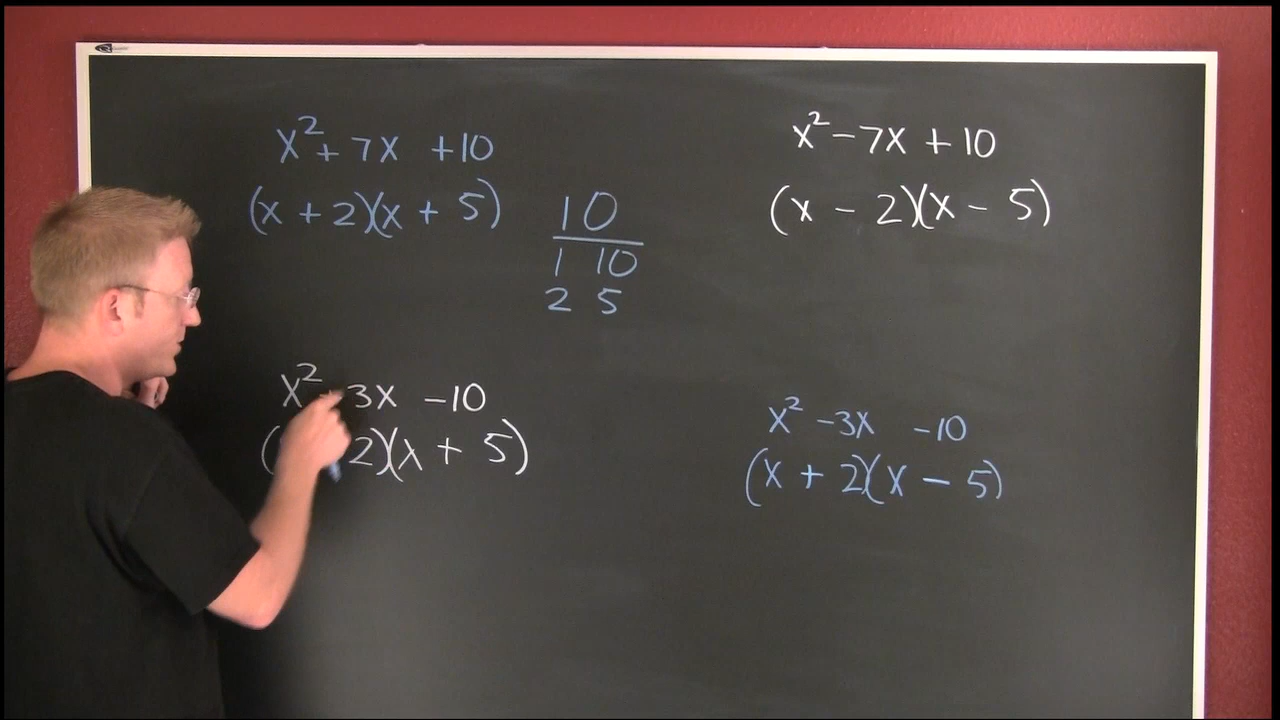 x² + 7x + 10
(x + 2)(x + 5)
10
1 10
2 5
x² - 7x + 10
(x - 2)(x - 5)
x² 3x - 10
( 2)(x + 5)
x² - 3x - 10
(x + 2)(x - 5)